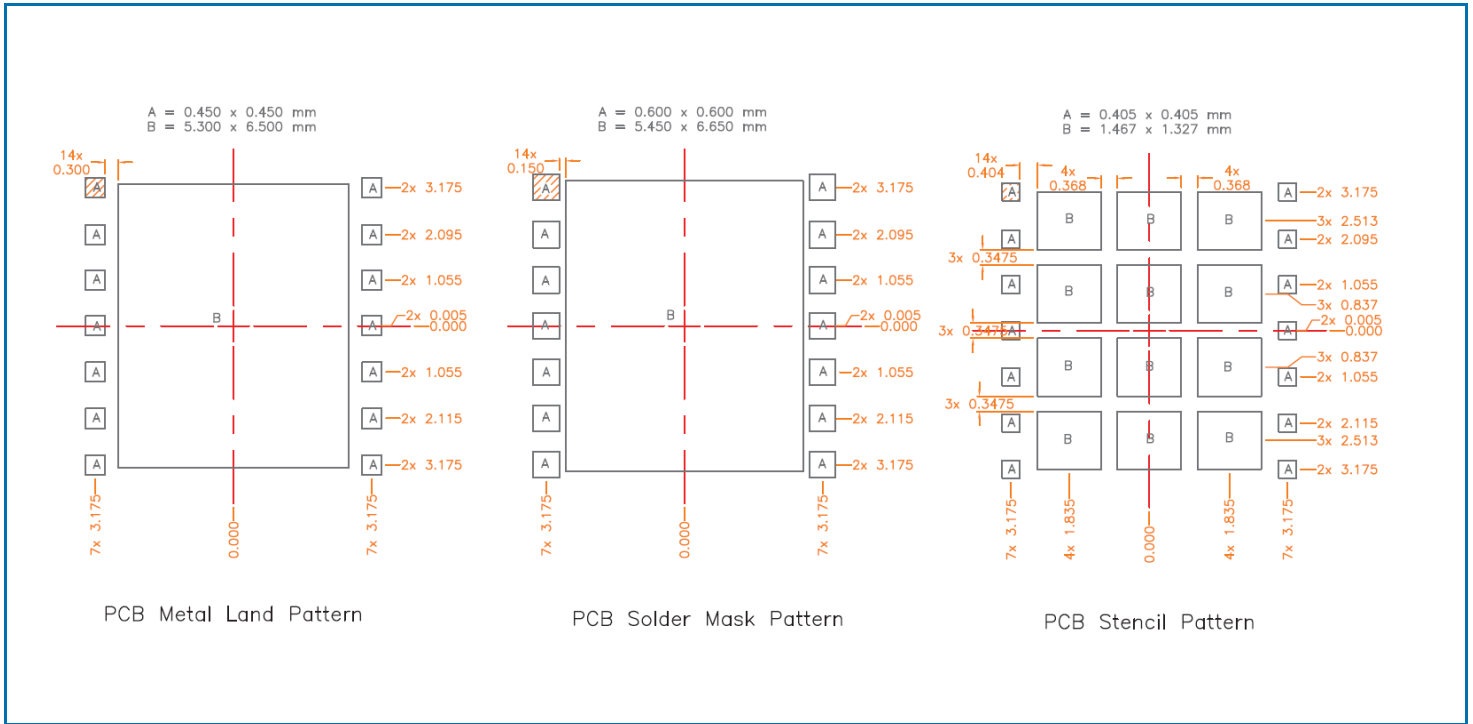 A = 0.450 x 0.450 mm
B = 5.300 x 6.500 mm
14x
0.300
A
A
A
A
A
A
A
B
A
A
A
A
A
A
A
2x 3.175
2x 2.095
2x 1.055
2x 0.005
0.000
2x 1.055
2x 2.115
2x 3.175
7x 3.175
0.000
7x 3.175
PCB Metal Land Pattern
A = 0.600 x 0.600 mm
B = 5.450 x 6.650 mm
14x
0.150
A
A
A
A
A
A
A
B
A
A
A
A
A
A
A
2x 3.175
2x 2.095
2x 1.055
2x 0.005
0.000
2x 1.055
2x 2.115
2x 3.175
7x 3.175
0.000
7x 3.175
PCB Solder Mask Pattern
A = 0.405 x 0.405 mm
B = 1.467 x 1.327 mm
14x
0.404
4x
0.368
4x
0.368
A
A
A
A
A
A
A
3x 0.3475
3x 0.3475
3x 0.3475
B B B
B B B
B B B
B B B
A
A
A
A
A
A
A
2x 3.175
3x 2.513
2x 2.095
2x 1.055
3x 0.837
2x 0.005
0.000
3x 0.837
2x 1.055
2x 2.115
3x 2.513
2x 3.175
7x 3.175
4x 1.835
0.000
4x 1.835
7x 3.175
PCB Stencil Pattern